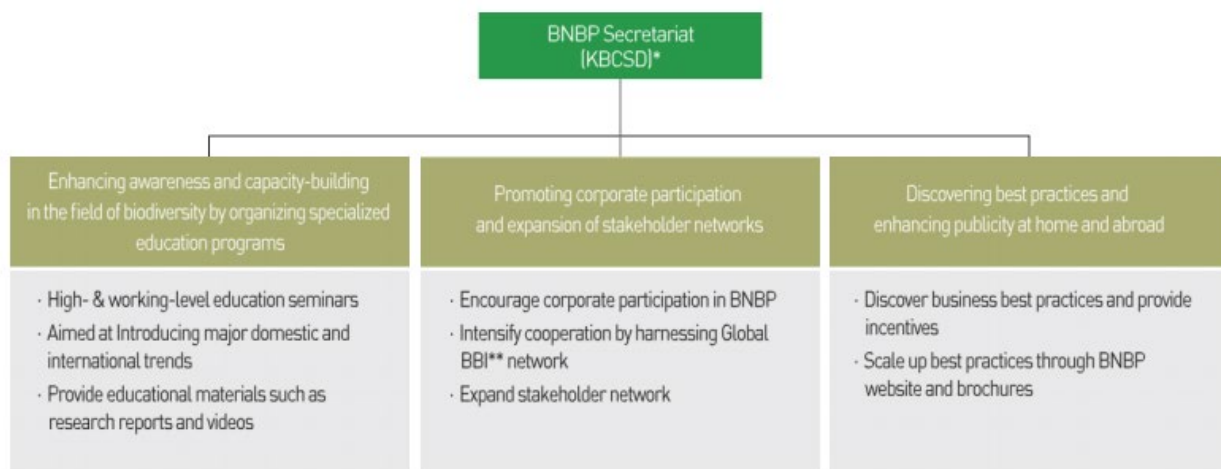 BNBP Secretariat
(KBCSD)*
Enhancing awareness and capacity-building
in the field of biodiversity by organizing specialized
education programs
· High- & working-level education seminars
· Aimed at Introducing major domestic and
international trends
· Provide educational materials such as
research reports and videos
Promoting corporate participation
and expansion of stakeholder networks
· Encourage corporate participation in BNBP
· Intensify cooperation by harnessing Global
BBI** network
· Expand stakeholder network
Discovering best practices and
enhancing publicity at home and abroad
· Discover business best practices and provide
incentives
· Scale up best practices through BNBP
website and brochures